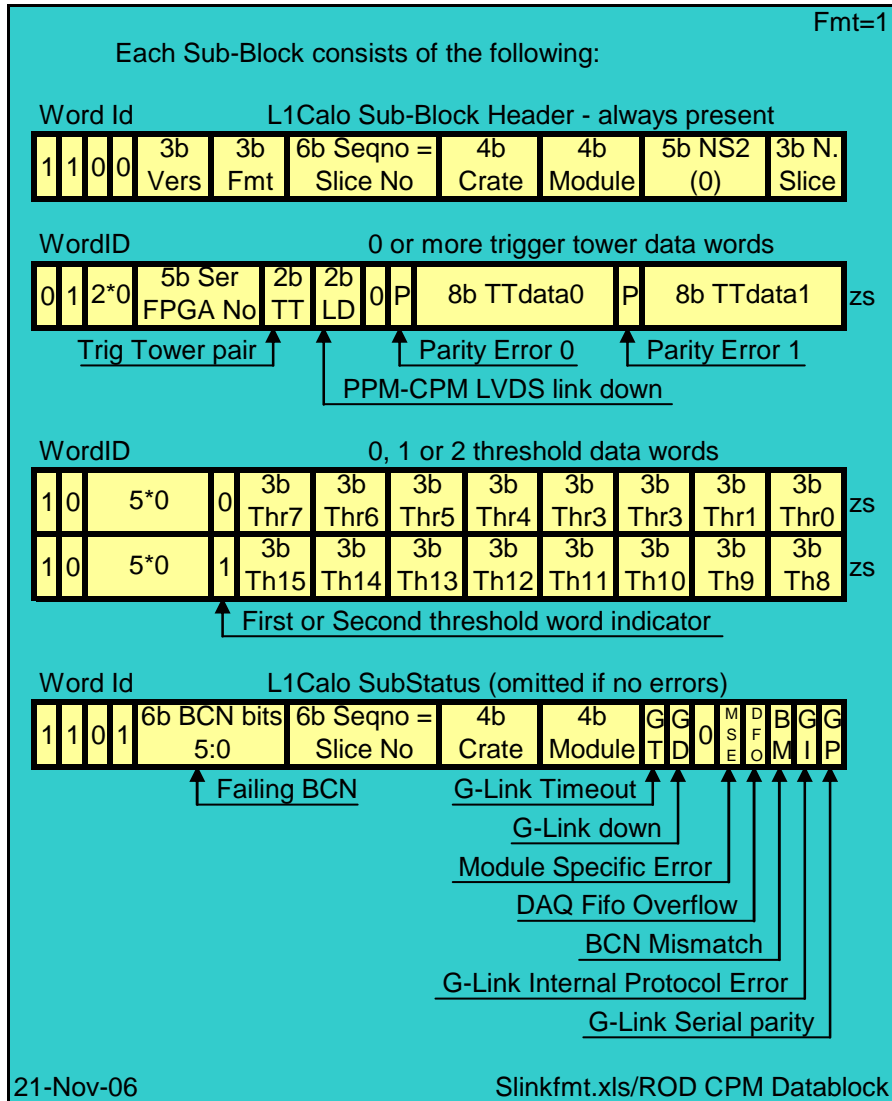 Fmt=1
Each Sub-Block consists of the following:
Word Id L1Calo Sub-Block Header - always present
1 1 0 0 3b Vers 3b Fmt 6b Seqno = Slice No 4b Crate 4b Module 5b NS2 (0) 3b N. Slice
WordID 0 or more trigger tower data words
0 1 2*0 5b Ser FPGA No 2b TT 2b LD 0 P 8b TTdata0 P 8b TTdata1 zs
Trig Tower pair Parity Error 0 Parity Error 1
PPM-CPM LVDS link down
WordID 0, 1 or 2 threshold data words
1 0 5*0 0 3b Thr7 3b Thr6 3b Thr5 3b Thr4 3b Thr3 3b Thr3 3b Thr1 3b Thr0 zs
1 0 5*0 1 3b Th15 3b Th14 3b Th13 3b Th12 3b Th11 3b Th10 3b Th9 3b Th8 zs
First or Second threshold word indicator
Word Id L1Calo SubStatus (omitted if no errors)
1 1 0 1 6b BCN bits 5:0 6b Seqno = Slice No 4b Crate 4b Module GT GD 0 MSE DFO BM GI GP
Failing BCN G-Link Timeout
G-Link down
Module Specific Error
DAQ Fifo Overflow
BCN Mismatch
G-Link Internal Protocol Error
G-Link Serial parity
21-Nov-06 Slinkfmt.xls/ROD CPM Datablock